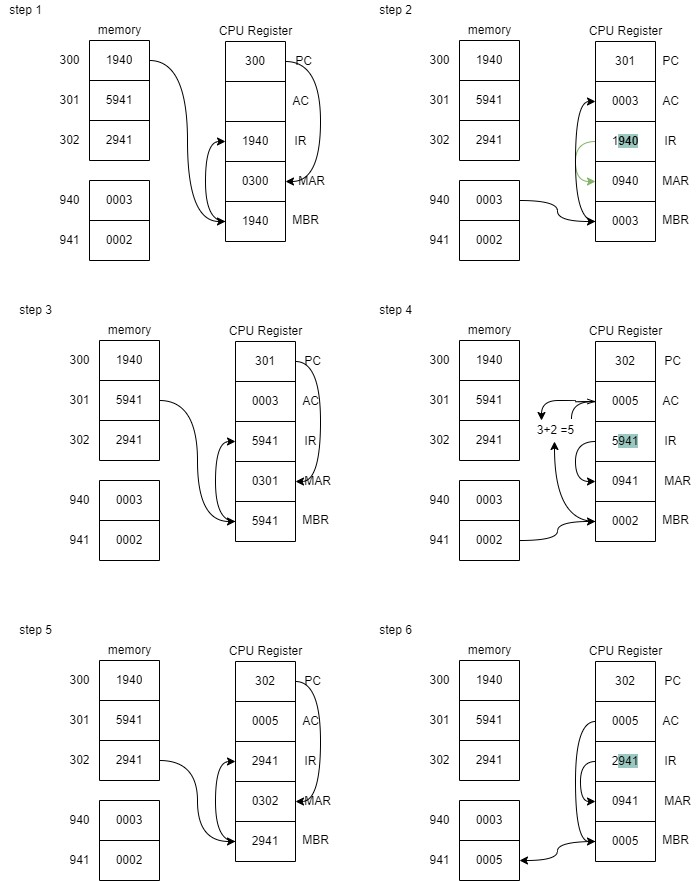 step 1
memory CPU Register
300 1940 300 PC
301 5941 AC
302 2941 1940 IR
0300 MAR
940 0003 1940 MBR
941 0002
step 2
memory CPU Register
300 1940 301 PC
301 5941 0003 AC
302 2941 1940 IR
0940 MAR
940 0003 0003 MBR
941 0002
step 3
memory CPU Register
300 1940 301 PC
301 5941 0003 AC
302 2941 5941 IR
0301 MAR
940 0003 5941 MBR
941 0002
step 4
memory CPU Register
300 1940 302 PC
301 5941 0005 AC
3+2 =5
302 2941 5941 IR
0941 MAR
940 0003 0002 MBR
941 0002
step 5
memory CPU Register
300 1940 302 PC
301 5941 0005 AC
302 2941 2941 IR
0302 MAR
940 0003 2941 MBR
941 0002
step 6
memory CPU Register
300 1940 302 PC
301 5941 0005 AC
302 2941 2941 IR
0941 MAR
940 0003 0005 MBR
941 0005